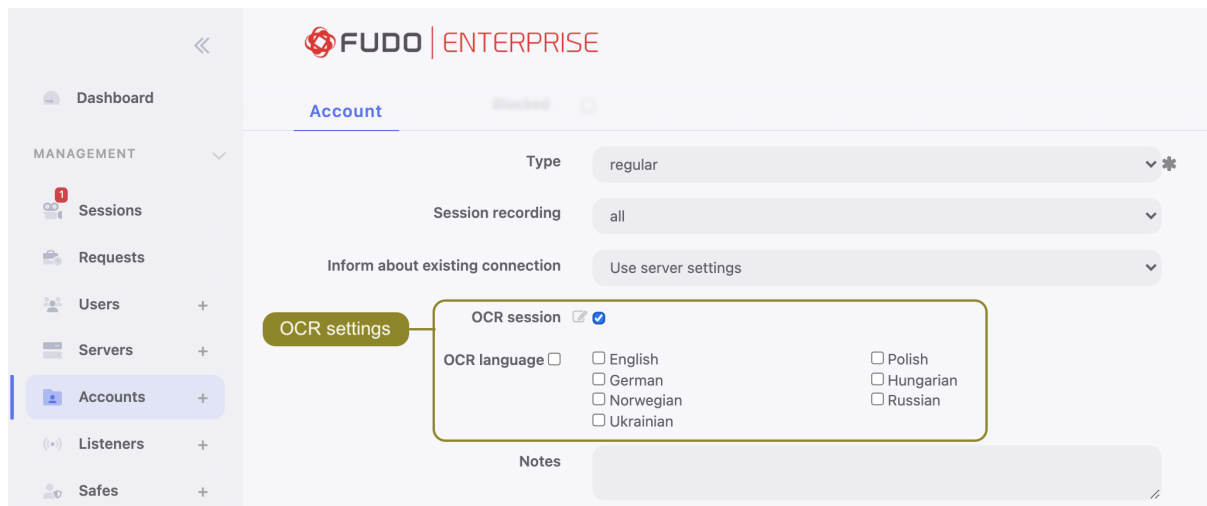 FUDO ENTERPRISE
Dashboard
Account
Blocked
MANAGEMENT
Type
regular
✱
1
Sessions
Session recording
all
Requests
Inform about existing connection
Use server settings
Users +
OCR settings
OCR session
Servers +
OCR language
English
Polish
German
Hungarian
Norwegian
Russian
Ukrainian
Accounts +
Listeners +
Notes
Safes +